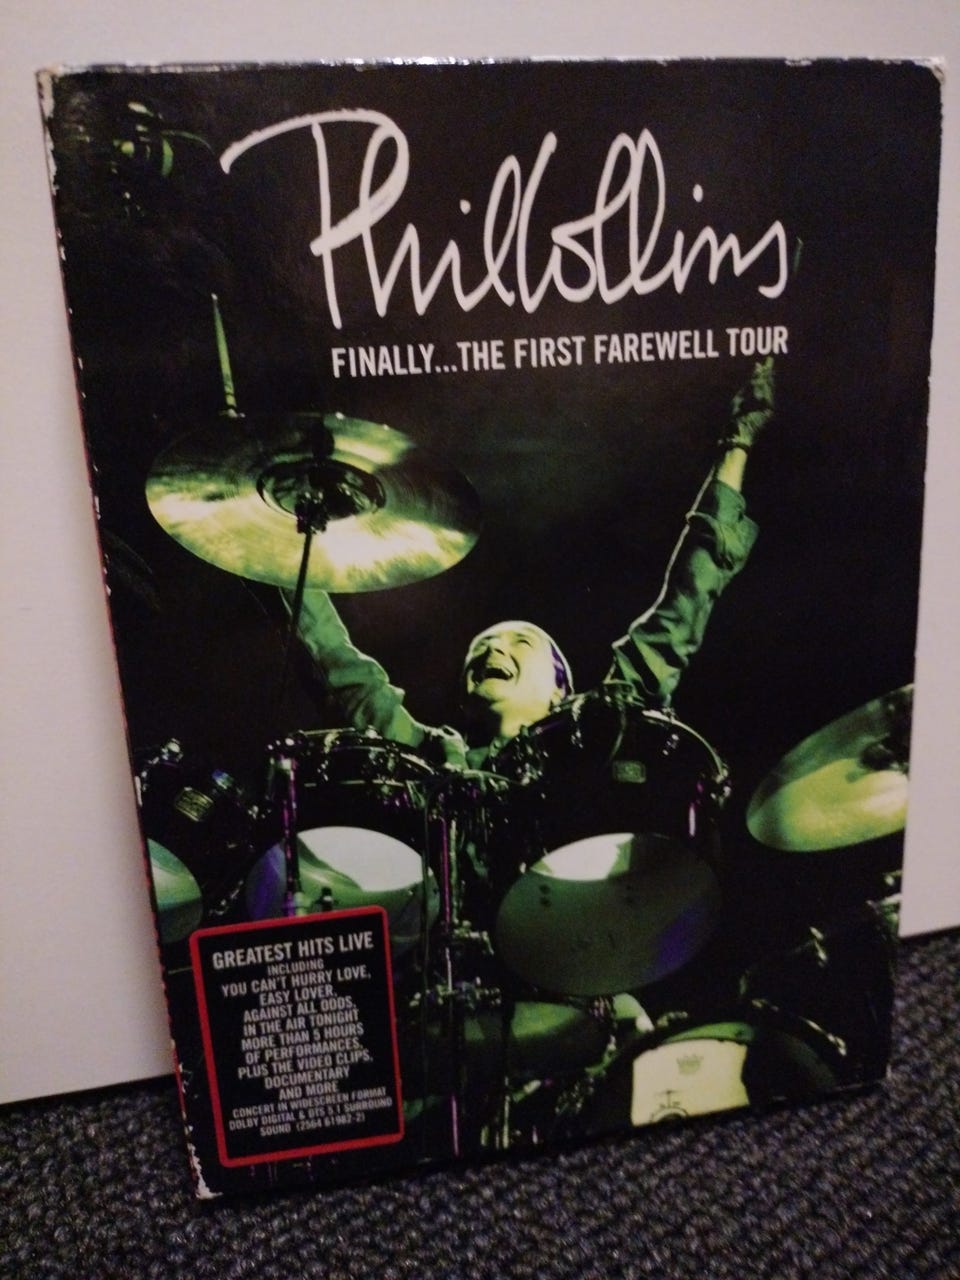 Phil Collins
FINALLY...THE FIRST FAREWELL TOUR
GREATEST HITS LIVE
INCLUDING
YOU CAN'T HURRY LOVE,
EASY LOVER,
AGAINST ALL ODDS,
IN THE AIR TONIGHT
MORE THAN 5 HOURS
OF PERFORMANCES,
PLUS THE VIDEO CLIPS,
DOCUMENTARY
AND MORE
CONCERT IN WIDESCREEN FORMAT
DOLBY DIGITAL & DTS 5.1 SURROUND
SOUND (2564 61982-2)